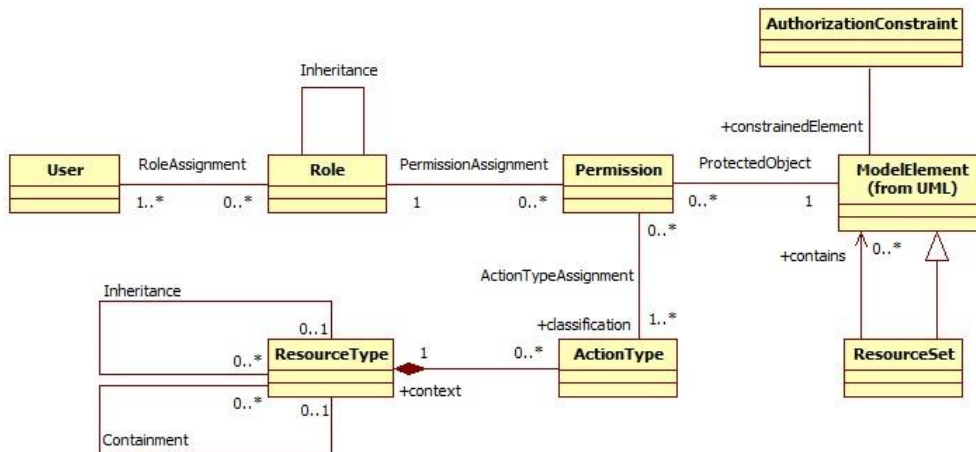 AuthorizationConstraint
Inheritance
+constrainedElement
User
RoleAssignment
Role
PermissionAssignment
Permission
ProtectedObject
ModelElement
(from UML)
1..*
0..*
1
0..*
0..*
1
0..*
+contains
0..*
ActionTypeAssignment
Inheritance
+classification
1..*
0..1
ResourceType
1
0..*
ActionType
ResourceSet
0..*
+context
0..*
0..1
Containment